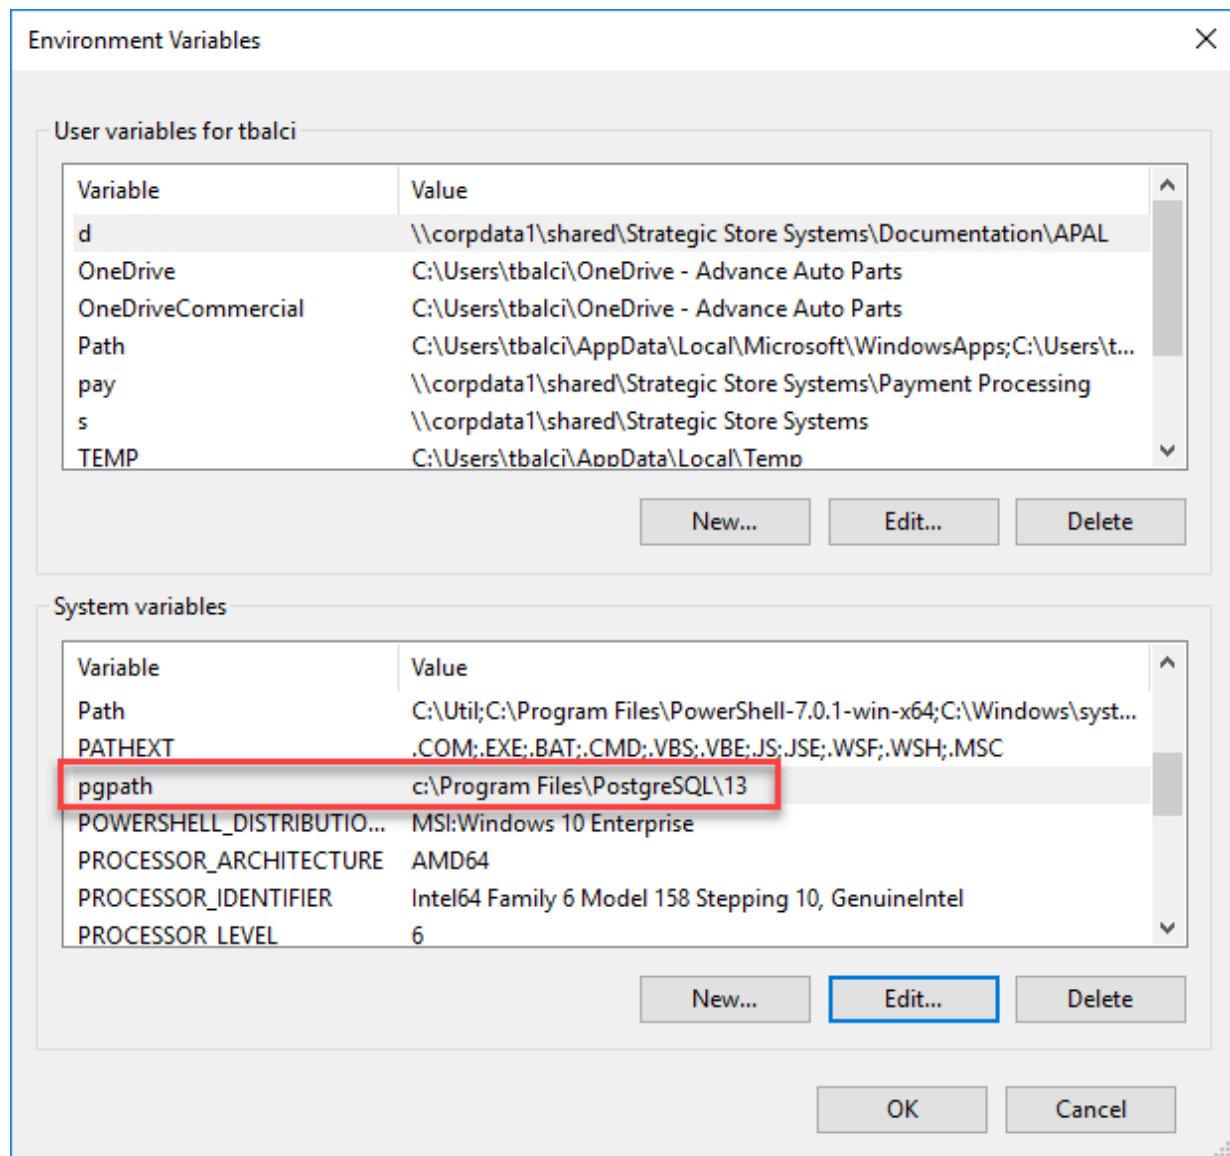 Environment Variables
User variables for tbalci
Variable Value
d \\corpdata1\shared\Strategic Store Systems\Documentation\APAL
OneDrive C:\Users\tbalci\OneDrive - Advance Auto Parts
OneDriveCommercial C:\Users\tbalci\OneDrive - Advance Auto Parts
Path C:\Users\tbalci\AppData\Local\Microsoft\WindowsApps;C:\Users\t...
pay \\corpdata1\shared\Strategic Store Systems\Payment Processing
s \\corpdata1\shared\Strategic Store Systems
TEMP C:\Users\tbalci\AppData\Local\Temp
New... Edit... Delete
System variables
Variable Value
Path C:\Util;C:\Program Files\PowerShell-7.0.1-win-x64;C:\Windows\syst...
PATHEXT .COM;.EXE;.BAT;.CMD;.VBS;.VBE;.JS;.JSE;.WSF;.WSH;.MSC
pgpath c:\Program Files\PostgreSQL\13
POWERSHELL_DISTRIBUTIO... MSI:Windows 10 Enterprise
PROCESSOR_ARCHITECTURE AMD64
PROCESSOR_IDENTIFIER Intel64 Family 6 Model 158 Stepping 10, GenuineIntel
PROCESSOR_LEVEL 6
New... Edit... Delete
OK Cancel